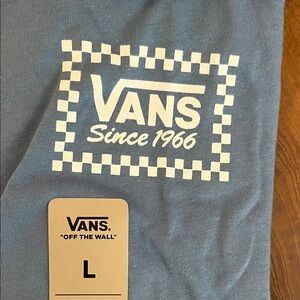 VANS
Since 1966
VANS®
"OFF THE WALL"
L